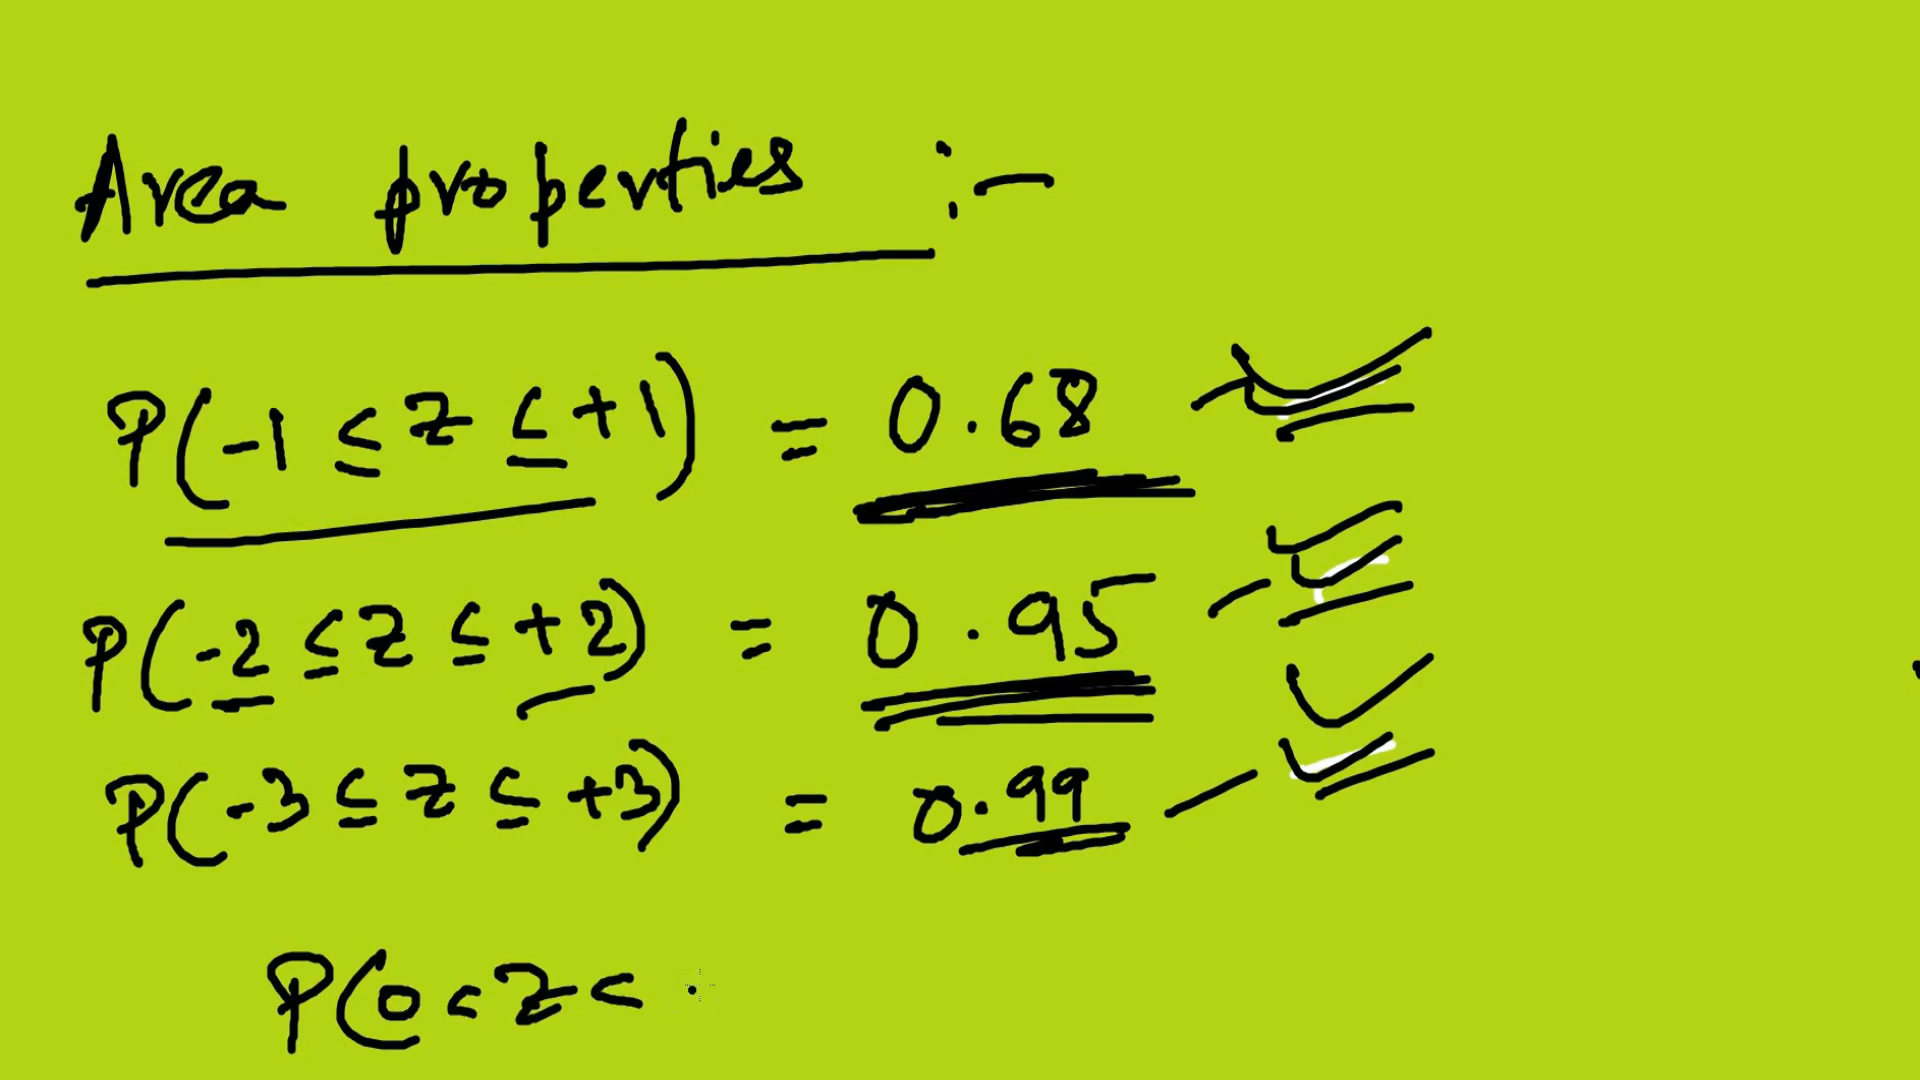 Area properties :-
P(-1 ≤ z ≤ +1) = 0.68
P(-2 ≤ z ≤ +2) = 0.95
P(-3 ≤ z ≤ +3) = 0.99
P(0 < z <